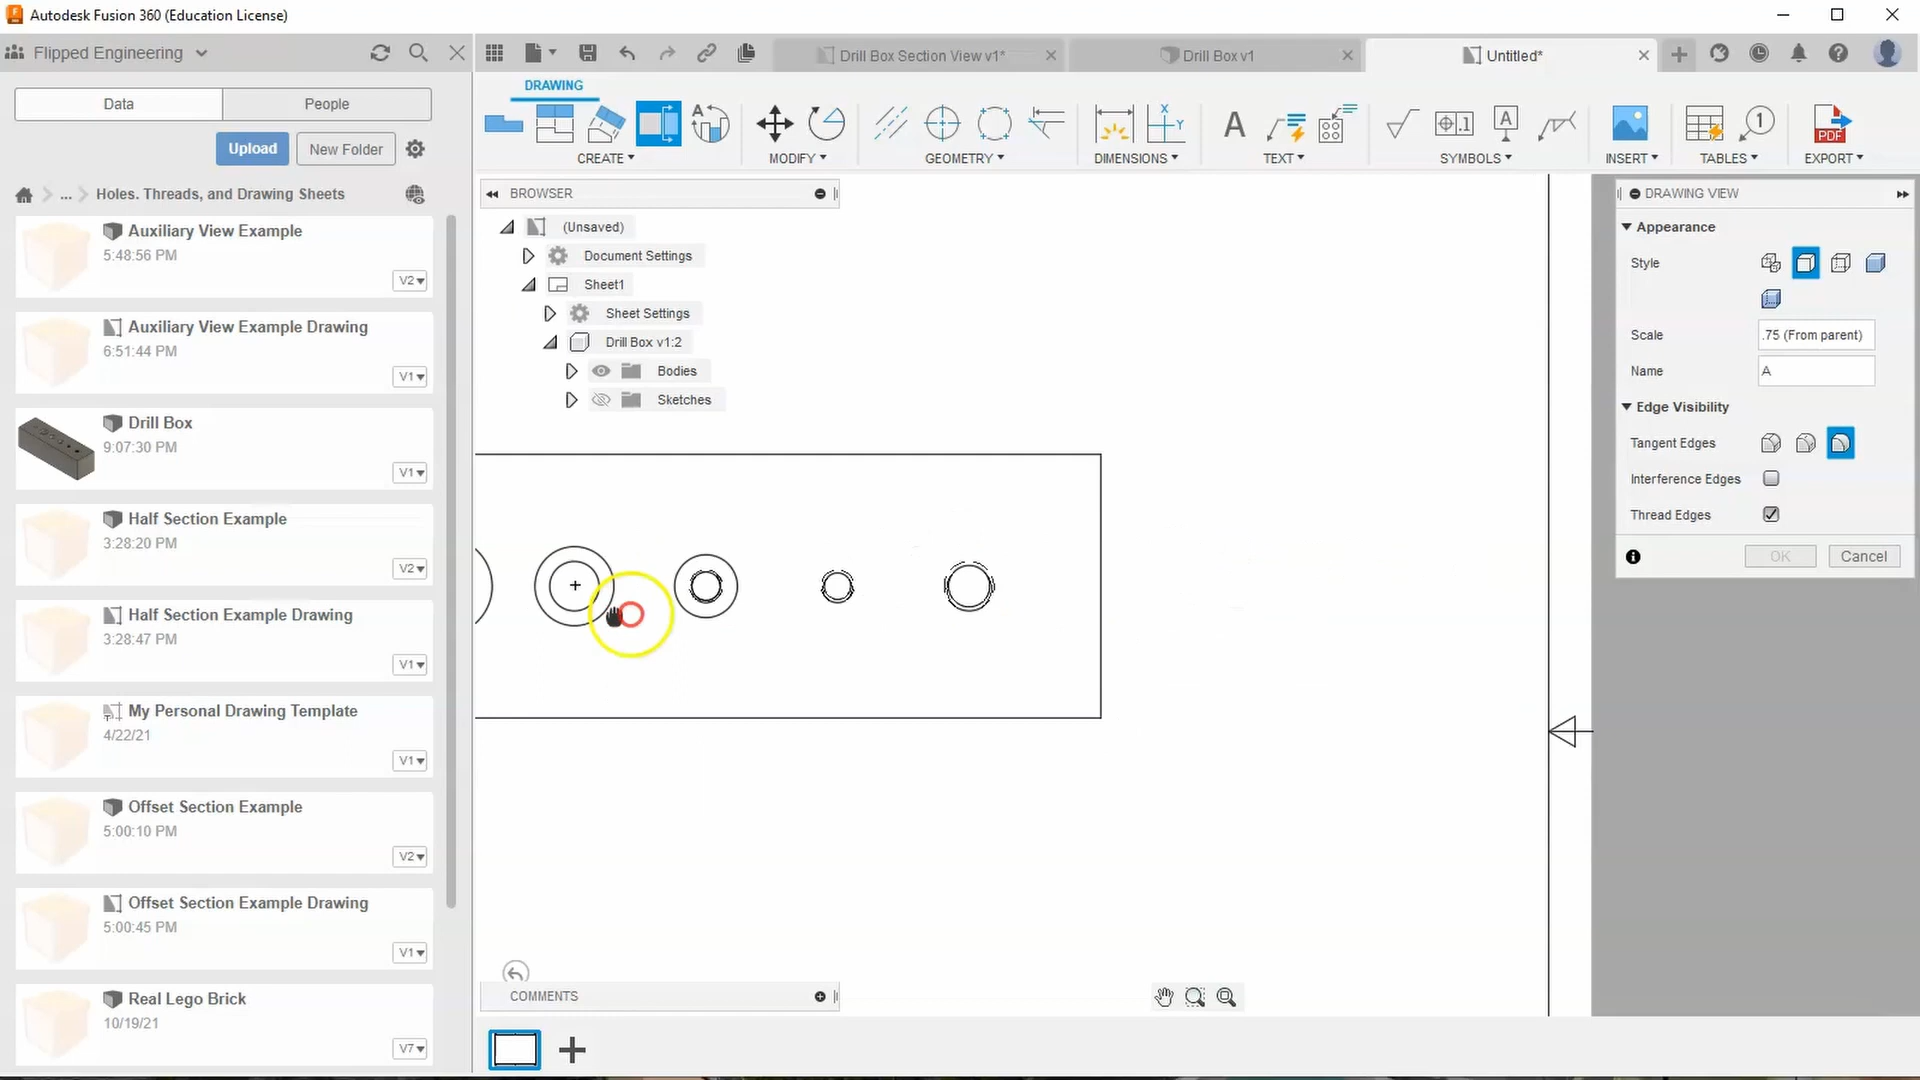 Autodesk Fusion 360 (Education License)
Flipped Engineering
Drill Box Section View v1*
Drill Box v1
Untitled*
Data
People
Upload
New Folder
... Holes. Threads, and Drawing Sheets
Auxiliary View Example
5:48:56 PM
V2
Auxiliary View Example Drawing
6:51:44 PM
V1
Drill Box
9:07:30 PM
V1
Half Section Example
3:28:20 PM
V2
Half Section Example Drawing
3:28:47 PM
V1
My Personal Drawing Template
4/22/21
V1
Offset Section Example
5:00:10 PM
V2
Offset Section Example Drawing
5:00:45 PM
V1
Real Lego Brick
10/19/21
V7
DRAWING
CREATE
MODIFY
GEOMETRY
DIMENSIONS
TEXT
SYMBOLS
INSERT
TABLES
EXPORT
A
X
Y
A
.1
A
1
PDF
BROWSER
(Unsaved)
Document Settings
Sheet1
Sheet Settings
Drill Box v1:2
Bodies
Sketches
COMMENTS
DRAWING VIEW
Appearance
Style
Scale .75 (From parent)
Name A
Edge Visibility
Tangent Edges
Interference Edges
Thread Edges
OK Cancel